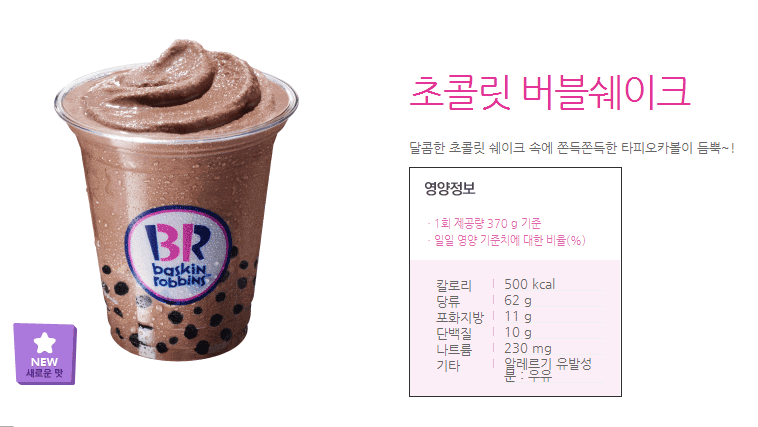 초콜릿 버블쉐이크
달콤한 초콜릿 쉐이크 속에 쫀득쫀득한 타피오카볼이 듬뿍~!
영양정보
· 1회 제공량 370 g 기준
· 일일 영양 기준치에 대한 비율(%)
칼로리 500 kcal
당류 62 g
포화지방 11 g
단백질 10 g
나트륨 230 mg
기타 알레르기 유발성
분 : 우유
BR
baskin
robbins
NEW
새로운 맛